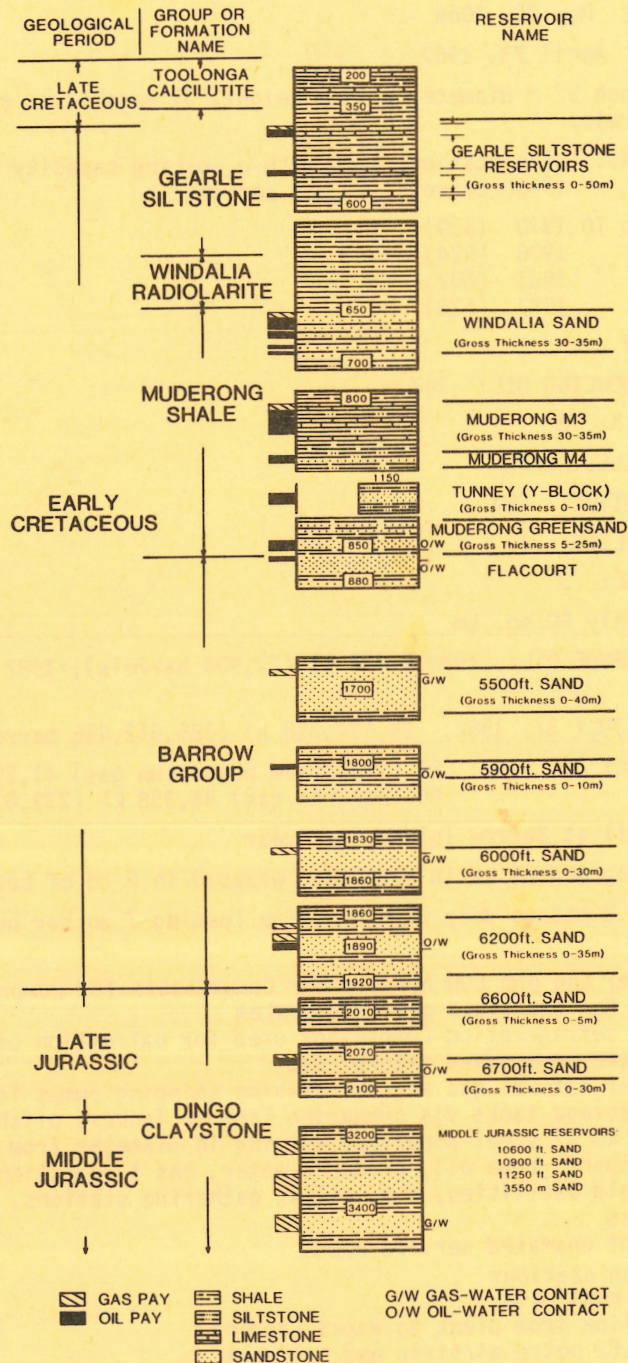 GEOLOGICAL PERIOD
GROUP OR FORMATION NAME
RESERVOIR NAME
LATE CRETACEOUS
TOOLONGA CALCILUTITE
200
350
GEARLE SILTSTONE
600
GEARLE SILTSTONE RESERVOIRS
(Gross thickness 0-50m)
WINDALIA RADIOLARITE
650
700
WINDALIA SAND
(Gross Thickness 30-35m)
MUDERONG SHALE
800
MUDERONG M3
(Gross Thickness 30-35m)
MUDERONG M4
1150
TUNNEY (Y-BLOCK)
(Gross Thickness 0-10m)
EARLY CRETACEOUS
MUDERONG GREENSAND
850
O/W
(Gross Thickness 5-25m)
O/W
FLACOURT
880
G/W
5500ft. SAND
1700
(Gross Thickness 0-40m)
BARROW GROUP
1800
O/W
5900ft. SAND
(Gross Thickness 0-10m)
1830
G/W
6000ft. SAND
(Gross Thickness 0-30m)
1860
1860
1890
O/W
6200ft. SAND
(Gross Thickness 0-35m)
1920
2010
6600ft. SAND
(Gross Thickness 0-5m)
LATE JURASSIC
2070
O/W
6700ft. SAND
2100
(Gross Thickness 0-30m)
DINGO CLAYSTONE
MIDDLE JURASSIC
3200
MIDDLE JURASSIC RESERVOIRS
10600 ft. SAND
10900 ft. SAND
11250 ft SAND
3550 m SAND
3400
G/W
GAS PAY
OIL PAY
SHALE
SILTSTONE
LIMESTONE
SANDSTONE
G/W GAS-WATER CONTACT
O/W OIL-WATER CONTACT